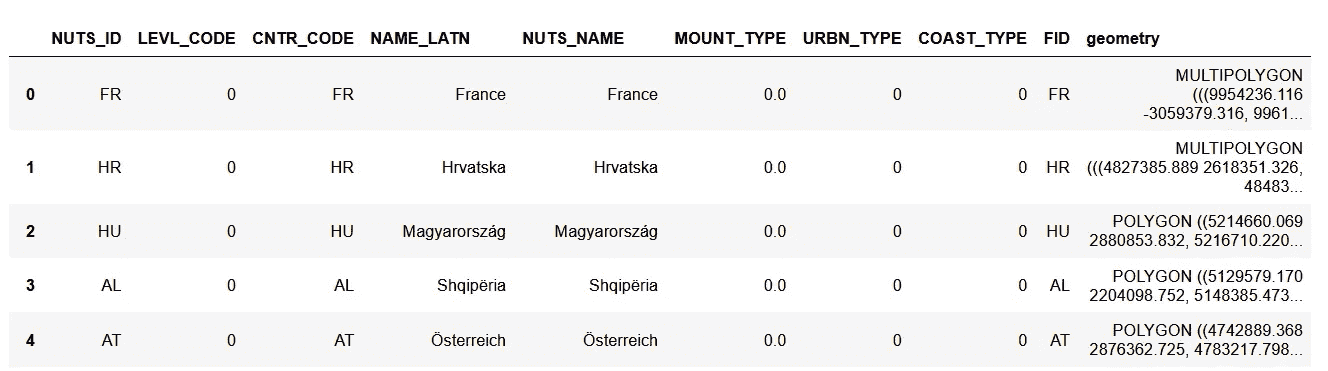 NUTS_ID LEVL_CODE CNTR_CODE NAME_LATN NUTS_NAME MOUNT_TYPE URBN_TYPE COAST_TYPE FID geometry
0 FR 0 FR France France 0.0 0 0 FR MULTIPOLYGON
(((9954236.116
-3059379.316, 9961...
1 HR 0 HR Hrvatska Hrvatska 0.0 0 0 HR MULTIPOLYGON
(((4827385.889 2618351.326,
48483...
2 HU 0 HU Magyarország Magyarország 0.0 0 0 HU POLYGON ((5214660.069
2880853.832, 5216710.220...
3 AL 0 AL Shqipëria Shqipëria 0.0 0 0 AL POLYGON ((5129579.170
2204098.752, 5148385.473...
4 AT 0 AT Österreich Österreich 0.0 0 0 AT POLYGON ((4742889.368
2876362.725, 4783217.798...